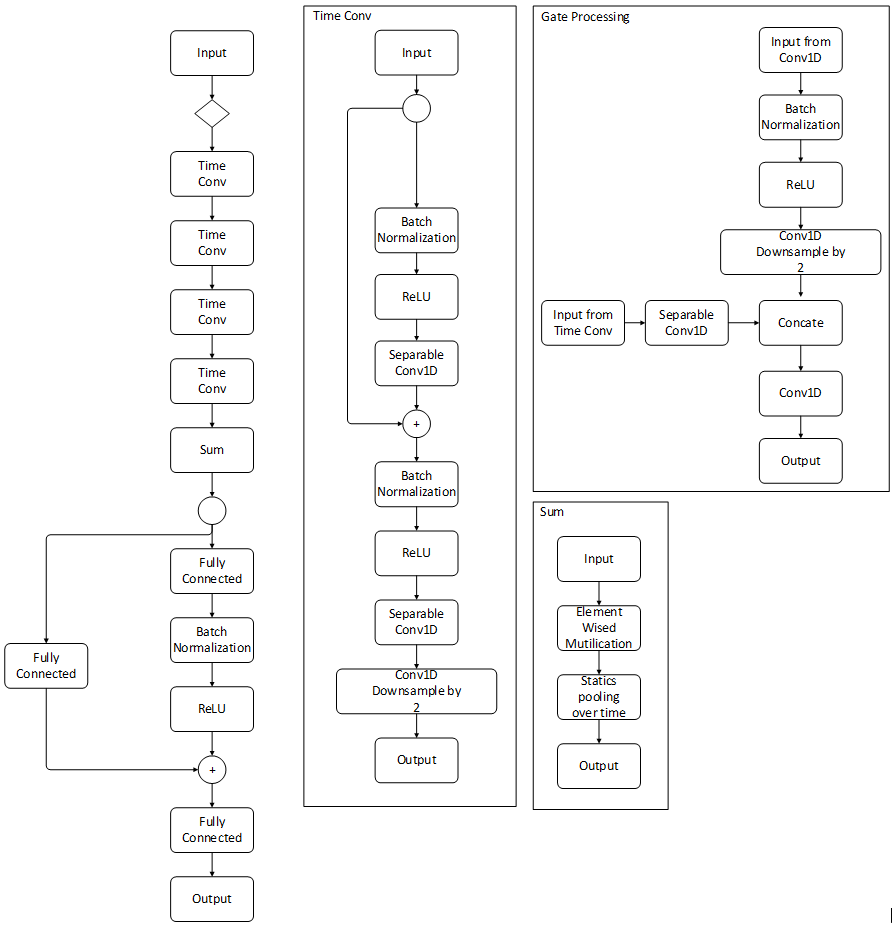 Input
Time
Conv
Time
Conv
Time
Conv
Time
Conv
Sum
Fully
Connected
Batch
Normalization
ReLU
Fully
Connected
+
Fully
Connected
Output
Time Conv
Input
Batch
Normalization
ReLU
Separable
Conv1D
+
Batch
Normalization
ReLU
Separable
Conv1D
Conv1D
Downsample by
2
Output
Gate Processing
Input from
Conv1D
Batch
Normalization
ReLU
Conv1D
Downsample by
2
Input from
Time Conv
Separable
Conv1D
Concate
Conv1D
Output
Sum
Input
Element
Wised
Mutilication
Statics
pooling
over time
Output